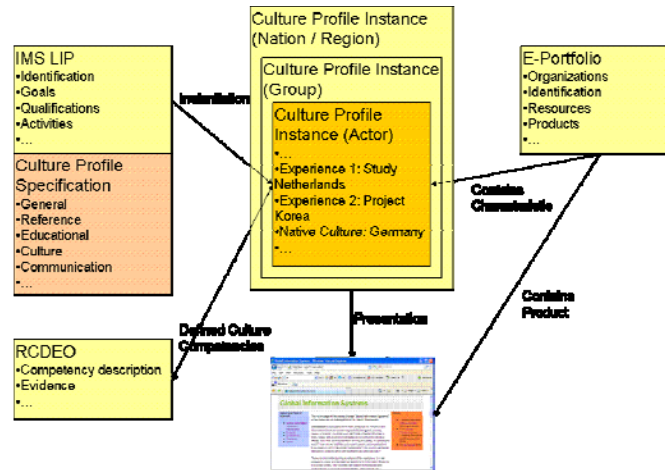 IMS LIP
•Identification
•Goals
•Qualifications
•Activities
•...
Culture Profile
Specification
•General
•Reference
•Educational
•Culture
•Communication
•...
RCDEO
•Competency description
•Evidence
•...
Instantiation
Defined Culture
Competencies
Culture Profile Instance
(Nation / Region)
Culture Profile Instance
(Group)
Culture Profile
Instance (Actor)
•...
•Experience 1: Study
Netherlands
•Experience 2: Project
Korea
•Native Culture: Germany
•...
Presentation
Global Information Systems
E-Portfolio
•Organizations
•Identification
•Resources
•Products
•...
Contains
Characteristic
Contains
Product